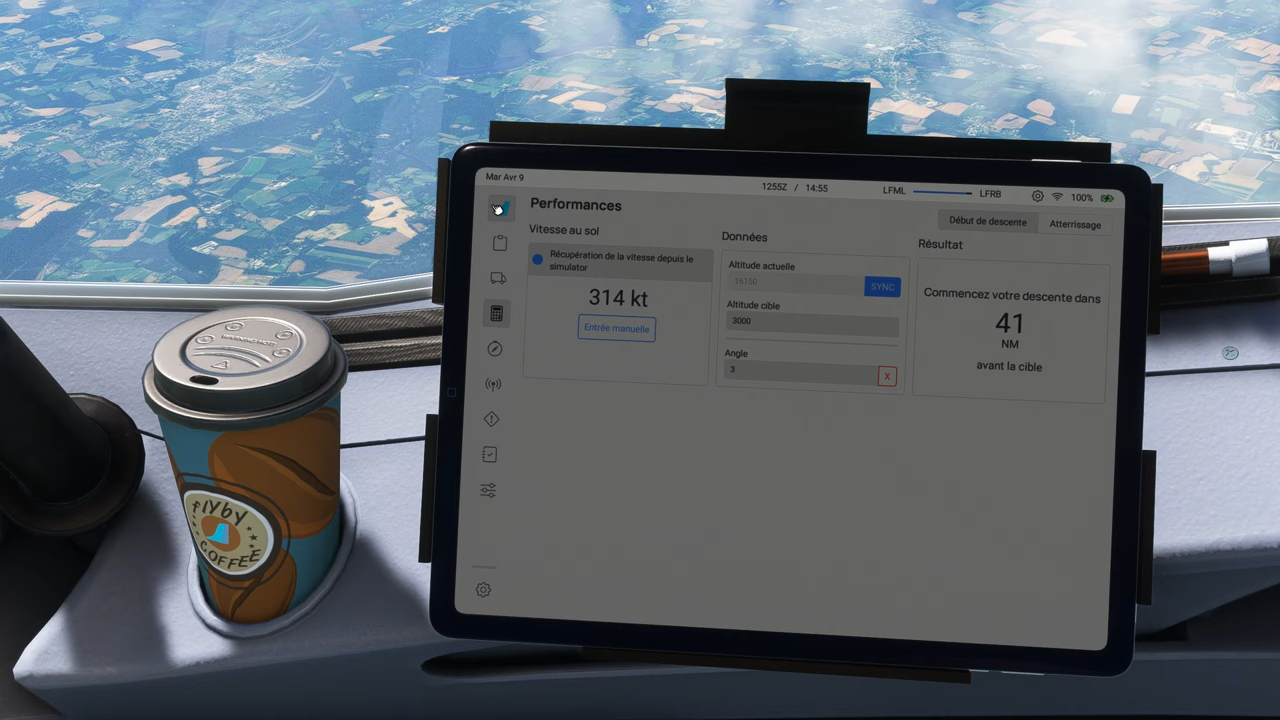 Mar Avr 9
1255Z / 14:55
LFML
LFRB
100%
Performances
Début de descente
Atterrissage
Vitesse au sol
Récupération de la vitesse depuis le
simulator
314 kt
Entrée manuelle
Données
Altitude actuelle
16150
SYNC
Altitude cible
3000
Angle
3
X
Résultat
Commencez votre descente dans
41
NM
avant la cible
flyby
COFFEE